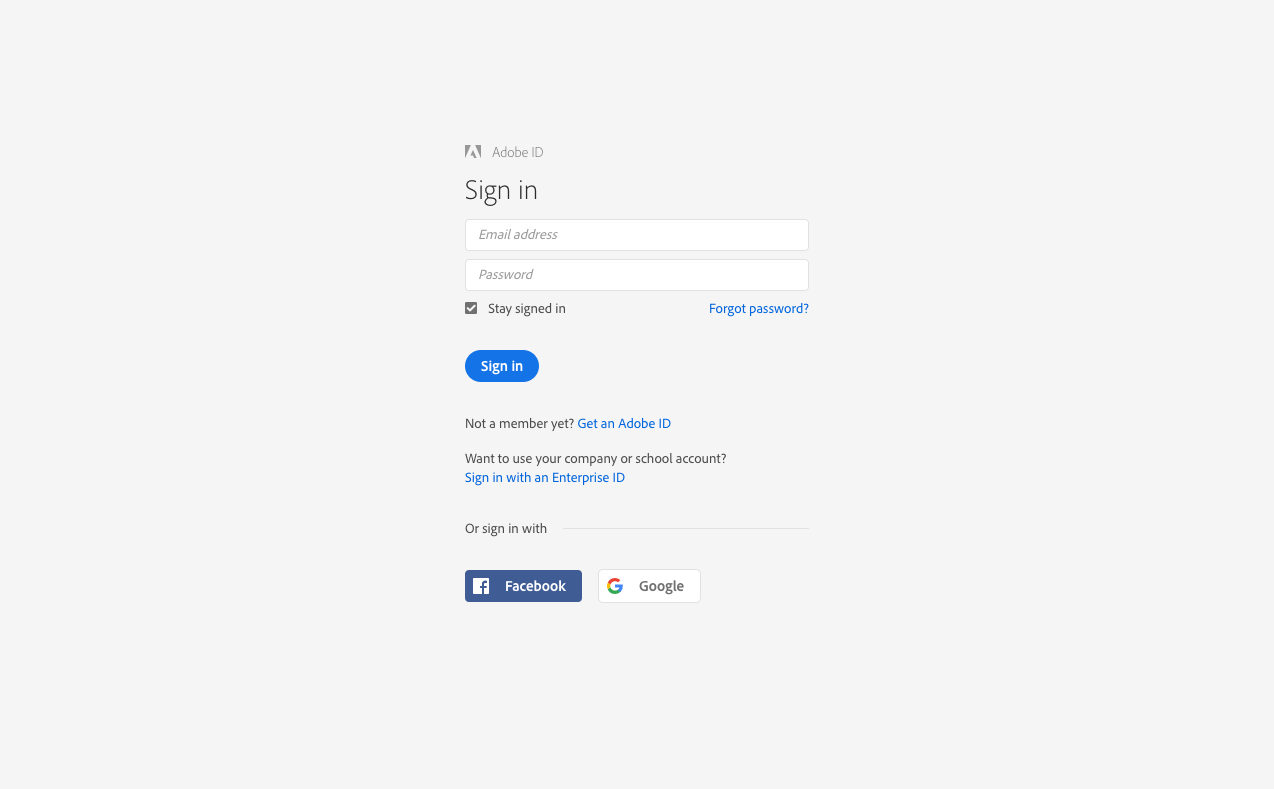 Adobe ID
Sign in
Email address
Password
Stay signed in Forgot password?
Sign in
Not a member yet? Get an Adobe ID
Want to use your company or school account?
Sign in with an Enterprise ID
Or sign in with
Facebook Google